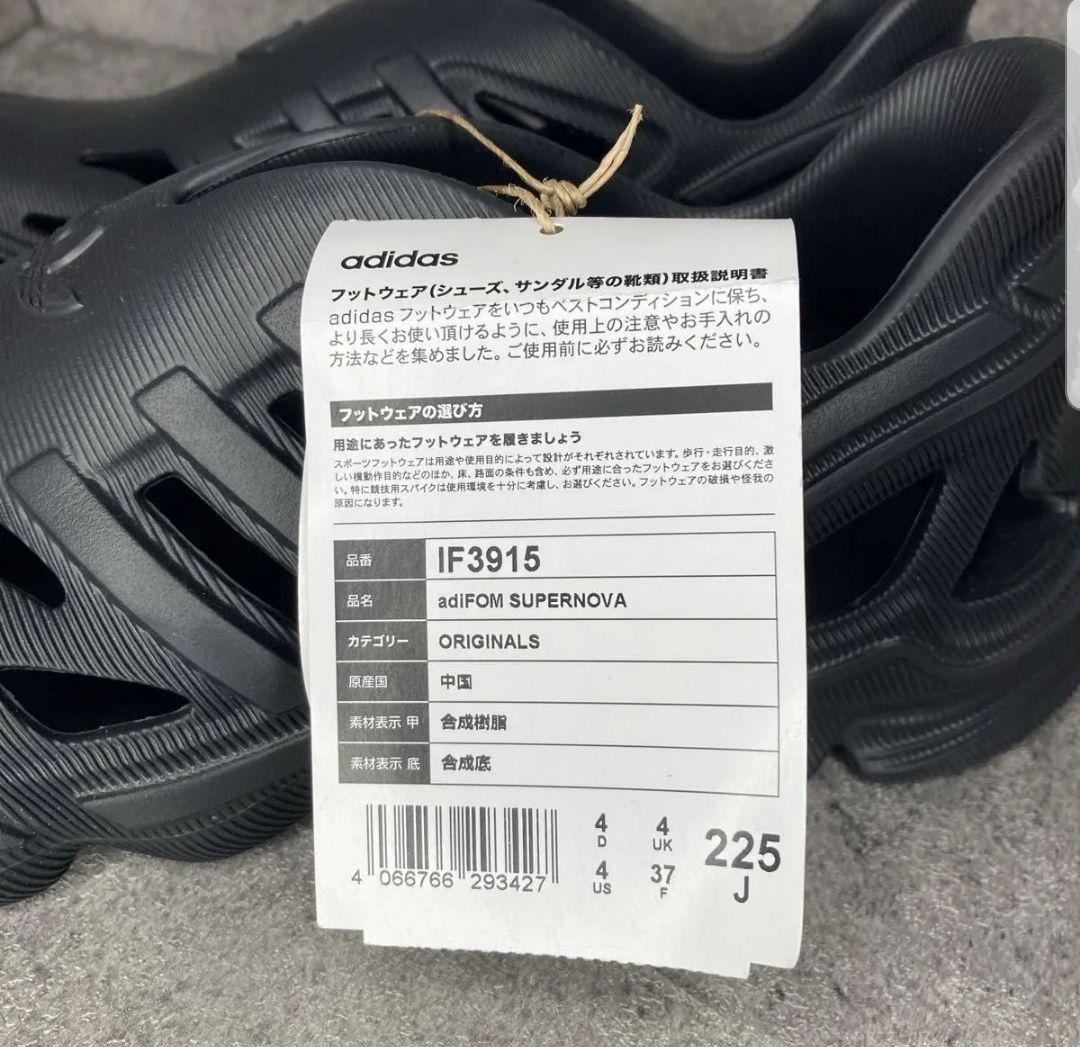 adidas
フットウェア(シューズ、サンダル等の靴類)取扱説明書
adidas フットウェアをいつもベストコンディションに保ち、
より長くお使い頂けるように、使用上の注意やお手入れの
方法などを集めました。ご使用前に必ずお読みください。
フットウェアの選び方
用途にあったフットウェアを履きましょう
スポーツフットウェアは用途や使用目的によって設計がそれぞれされています。歩行・走行目的、激
しい横動作目的などのほか、床、路面の条件も含め、必ず用途に合ったフットウェアをお選びくださ
い。特に競技用スパイクは使用環境を十分に考慮し、お選びください。フットウェアの破損や怪我の
原因になります。
品番 IF3915
品名 adiFOM SUPERNOVA
カテゴリー ORIGINALS
原産国 中国
素材表示 甲 合成樹脂
素材表示 底 合成底
4 066766 293427
4 D 4 UK
4 US 37 F
225 J